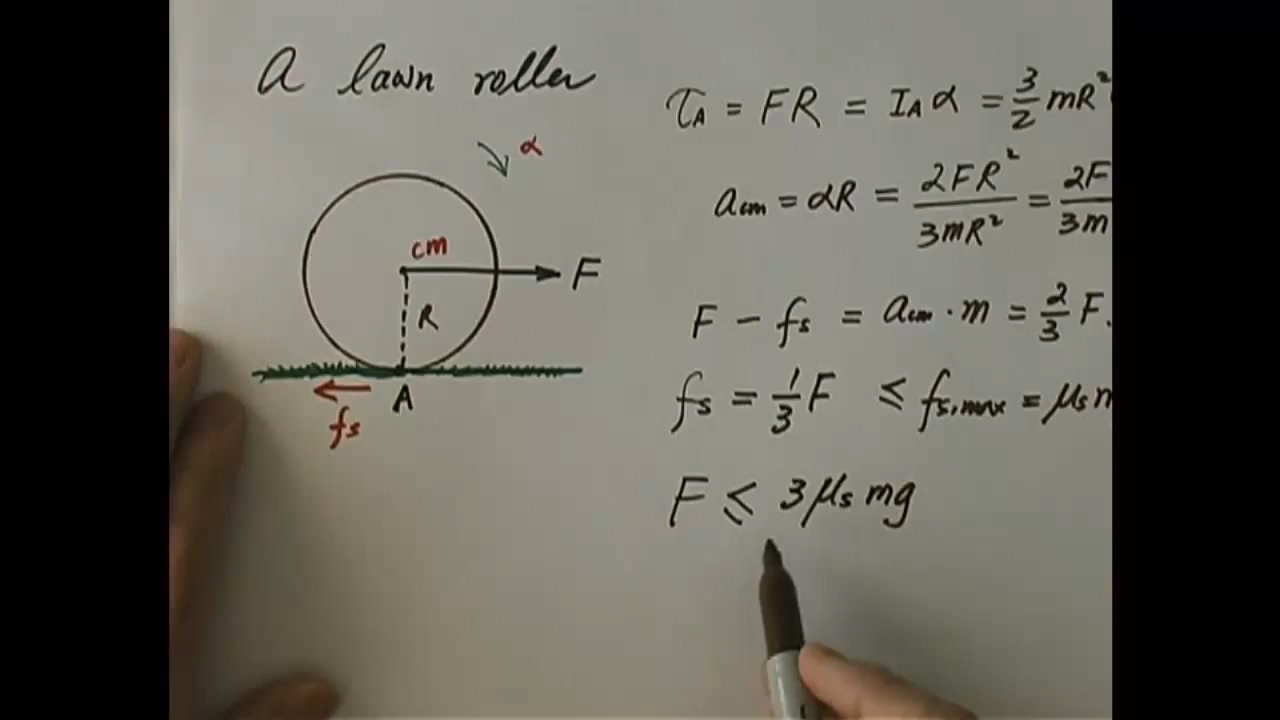 A lawn roller
α
cm
F
R
A
fs
τA = FR = IAα = 3/2 mR²
acm = αR = 2FR²/3mR² = 2F/3m
F − fs = acm · m = 2/3 F.
fs = 1/3 F ≤ fs,max = μs m
F ≤ 3μs mg